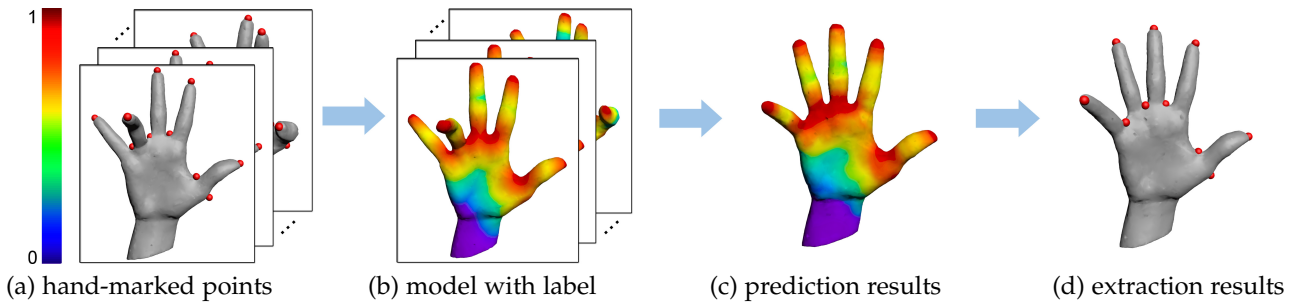 1
0
(a) hand-marked points
(b) model with label
(c) prediction results
(d) extraction results